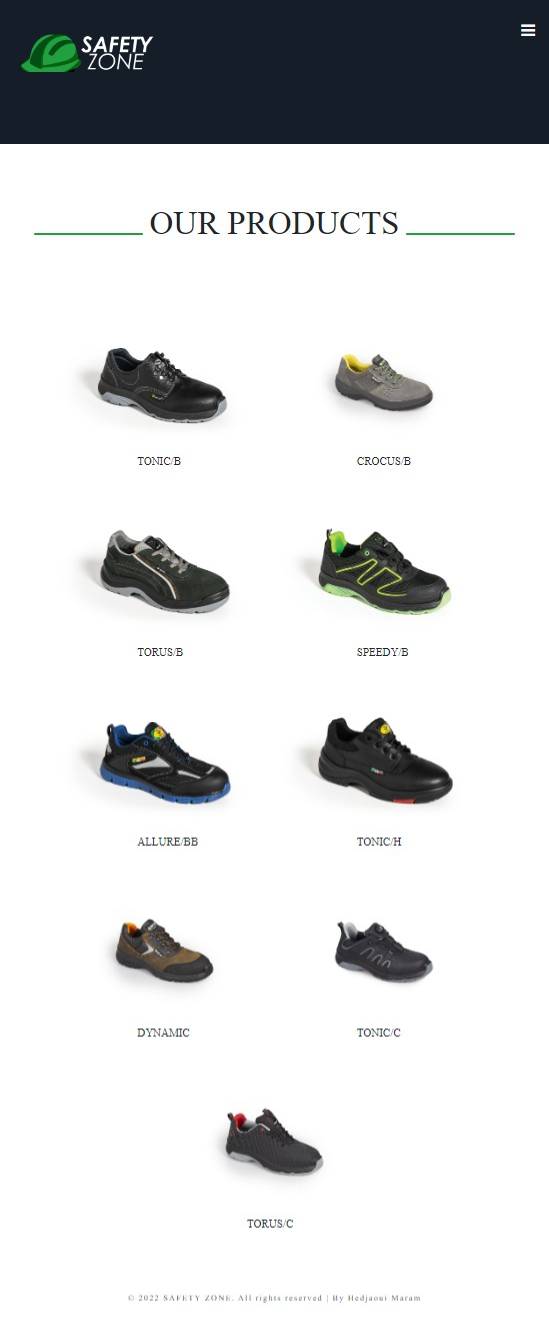 SAFETY
ZONE
OUR PRODUCTS
TONIC/B
CROCUS/B
TORUS/B
SPEEDY/B
ALLURE/BB
TONIC/H
DYNAMIC
TONIC/C
TORUS/C
© 2022 SAFETY ZONE. All rights reserved | By Hedjaoui Maram